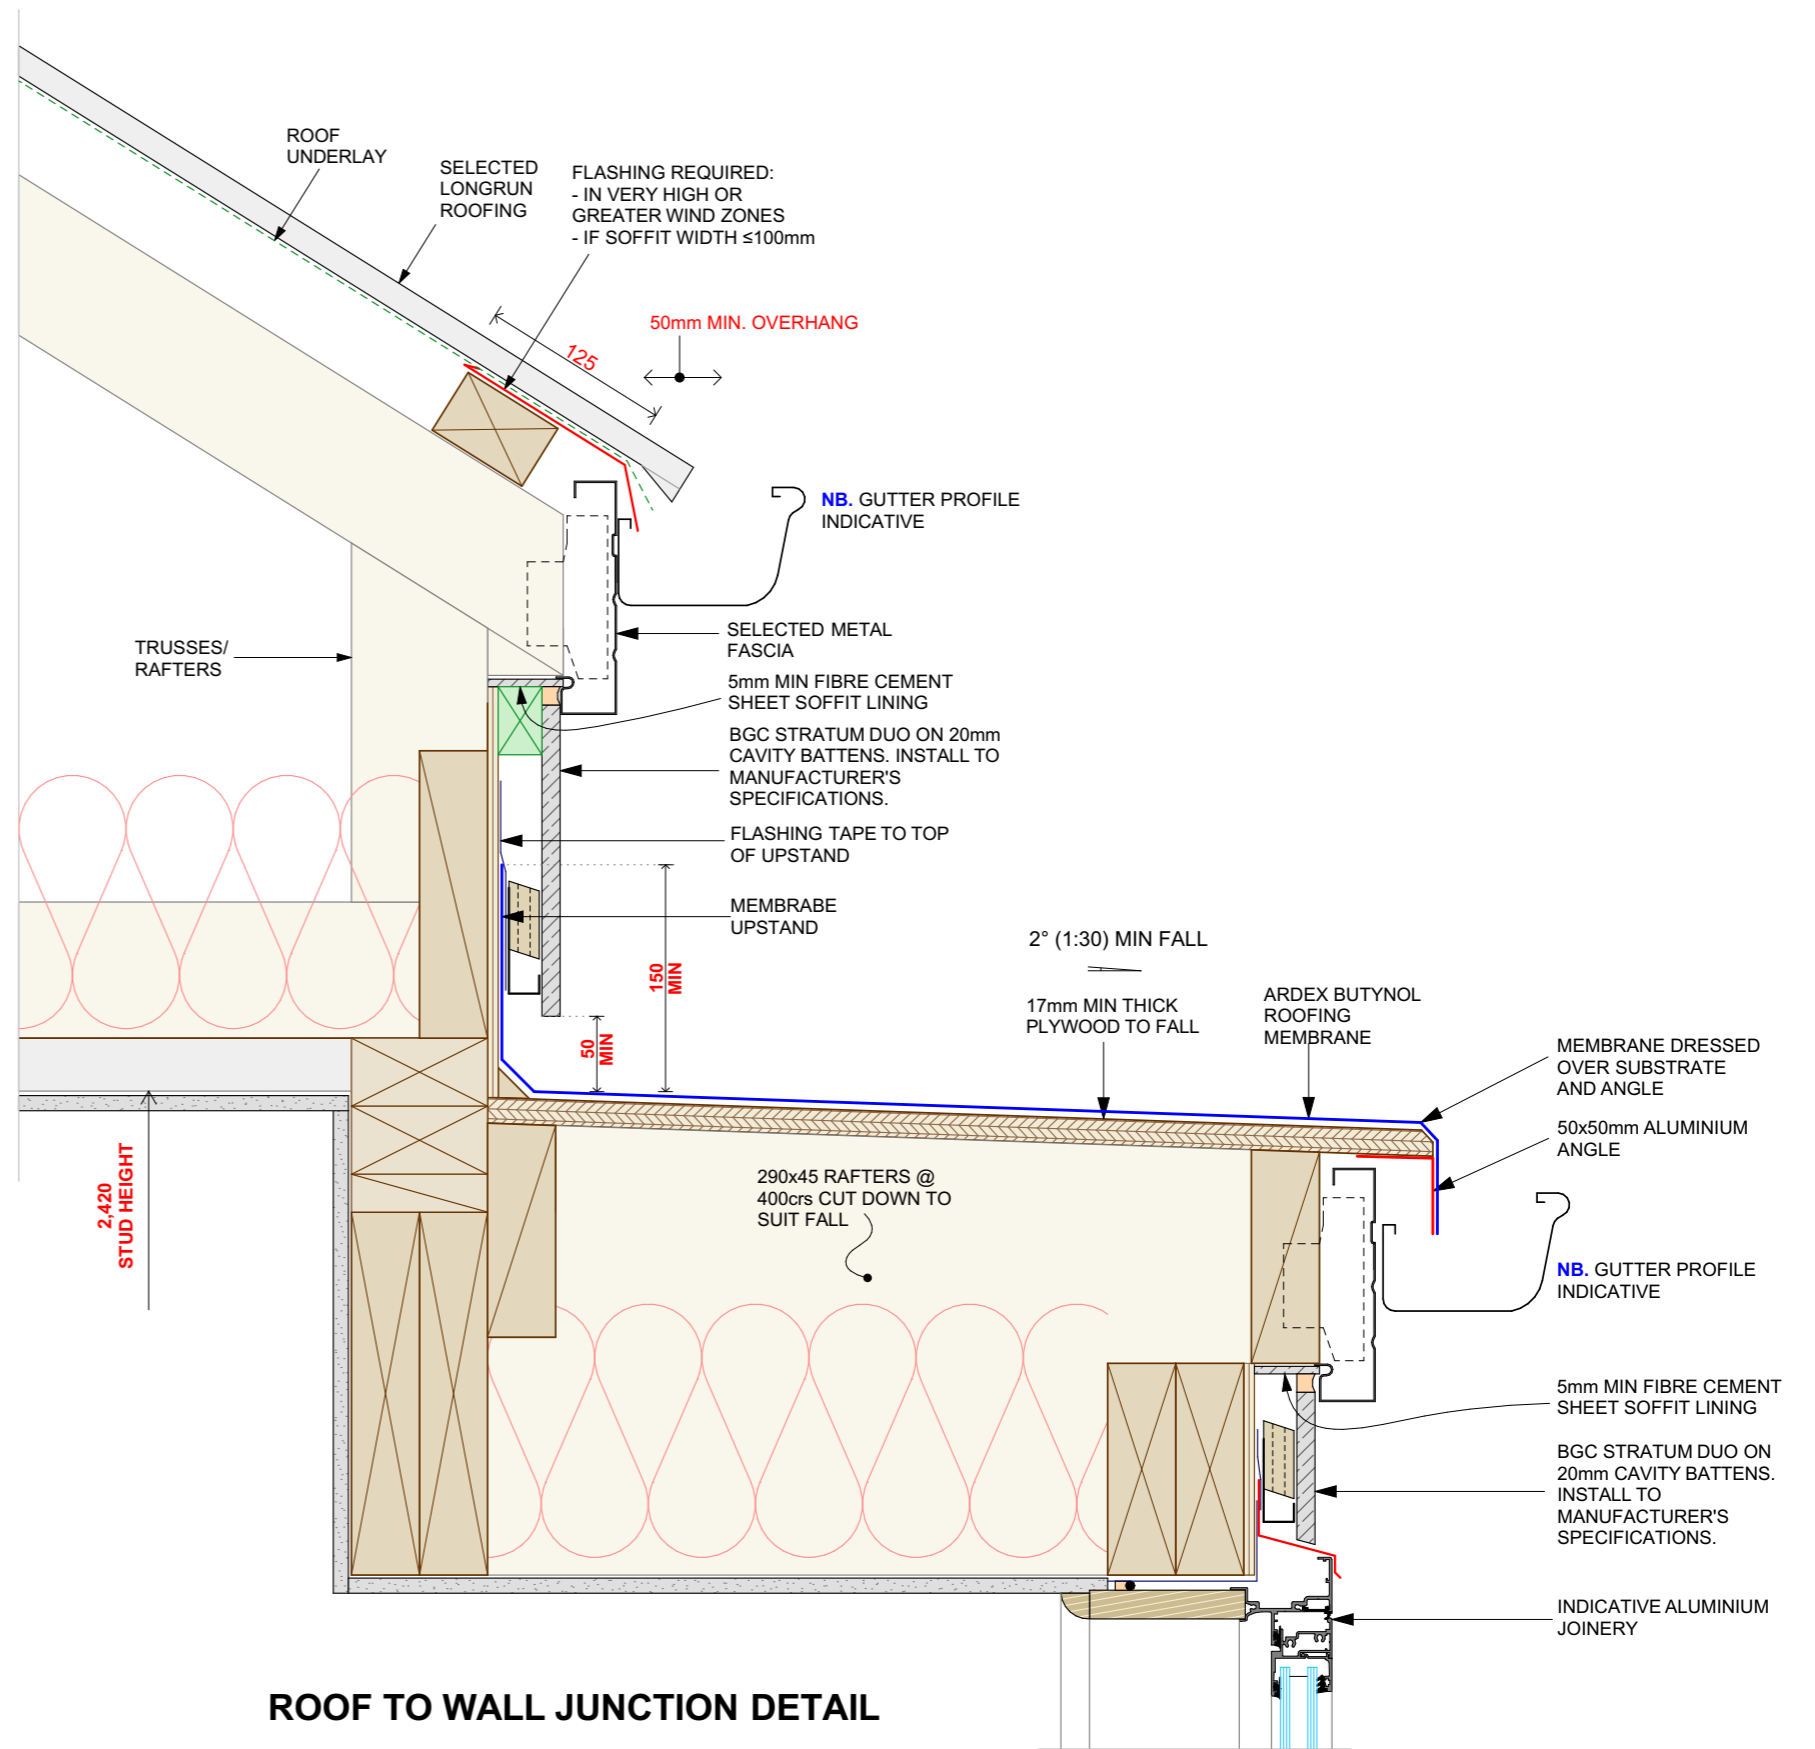 ROOF
UNDERLAY
SELECTED
LONGRUN
ROOFING
FLASHING REQUIRED:
- IN VERY HIGH OR
GREATER WIND ZONES
- IF SOFFIT WIDTH ≤100mm
50mm MIN. OVERHANG
125
NB. GUTTER PROFILE
INDICATIVE
TRUSSES/
RAFTERS
SELECTED METAL
FASCIA
5mm MIN FIBRE CEMENT
SHEET SOFFIT LINING
BGC STRATUM DUO ON 20mm
CAVITY BATTENS. INSTALL TO
MANUFACTURER'S
SPECIFICATIONS.
FLASHING TAPE TO TOP
OF UPSTAND
MEMBRABE
UPSTAND
150
MIN
50
MIN
2° (1:30) MIN FALL
17mm MIN THICK
PLYWOOD TO FALL
ARDEX BUTYNOL
ROOFING
MEMBRANE
MEMBRANE DRESSED
OVER SUBSTRATE
AND ANGLE
50x50mm ALUMINIUM
ANGLE
2,420
STUD HEIGHT
290x45 RAFTERS @
400crs CUT DOWN TO
SUIT FALL
NB. GUTTER PROFILE
INDICATIVE
5mm MIN FIBRE CEMENT
SHEET SOFFIT LINING
BGC STRATUM DUO ON
20mm CAVITY BATTENS.
INSTALL TO
MANUFACTURER'S
SPECIFICATIONS.
INDICATIVE ALUMINIUM
JOINERY
ROOF TO WALL JUNCTION DETAIL